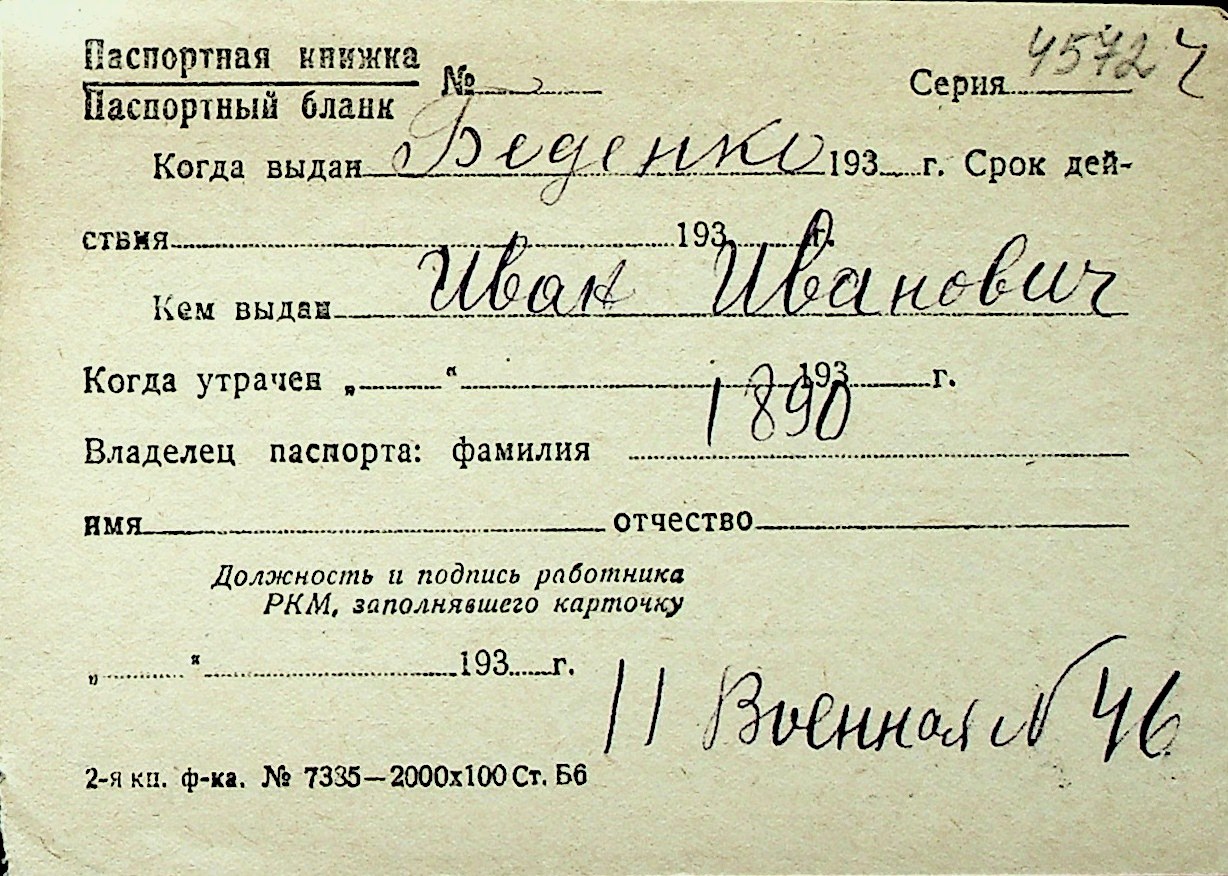 Паспортная книжка
Паспортный бланк № Серия 4572 Ч
Когда выдан Беденко 193 г. Срок дей-
ствия 193 г.
Кем выдан Иван Иванович
Когда утрачен „ “ 193 г.
1890
Владелец паспорта: фамилия
имя отчество
Должность и подпись работника
РКМ, заполнявшего карточку
„ “ 193 г.
11 Военная № 46
2-я кн. ф-ка. № 7335—2000х100 Ст. Б6